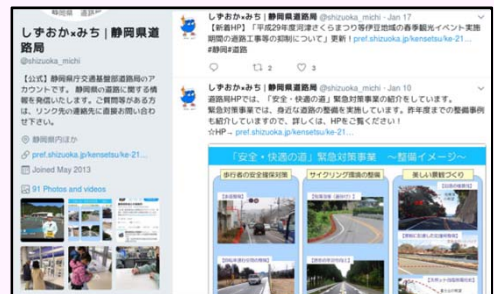 しずおか×みち | 静岡県道
路局
@shizuoka_michi
【公式】静岡県庁交通基盤部道路局のア
カウントです。 静岡県の道路に関する情
報を発信いたします。ご質問等がある方
は、リンク先の連絡先に直接お問い合わ
せ下さい。
静岡県内ほか
pref.shizuoka.jp/kensetsu/ke-21...
Joined May 2013
91 Photos and videos
しずおか×みち | 静岡県道路局 @shizuoka_michi · Jan 17
【新着HP】「平成29年度河津さくらまつり等伊豆地域の春季観光イベント実施
期間の道路工事等の抑制について」更新！pref.shizuoka.jp/kensetsu/ke-21...
#静岡#道路
2
3
しずおか×みち | 静岡県道路局 @shizuoka_michi · Jan 10
道路局HPでは、「安全・快適の道」緊急対策事業の紹介をしています。
緊急対策事業では、身近な道路の整備を実施しています。昨年度までの整備事例
も紹介していますので、詳しくは、HPをご覧ください！
☆HP→ pref.shizuoka.jp/kensetsu/ke-21...
「安全・快適の道」緊急対策事業 ～整備イメージ～
歩行者の安全確保対策
サイクリング環境の整備
美しい景観づくり